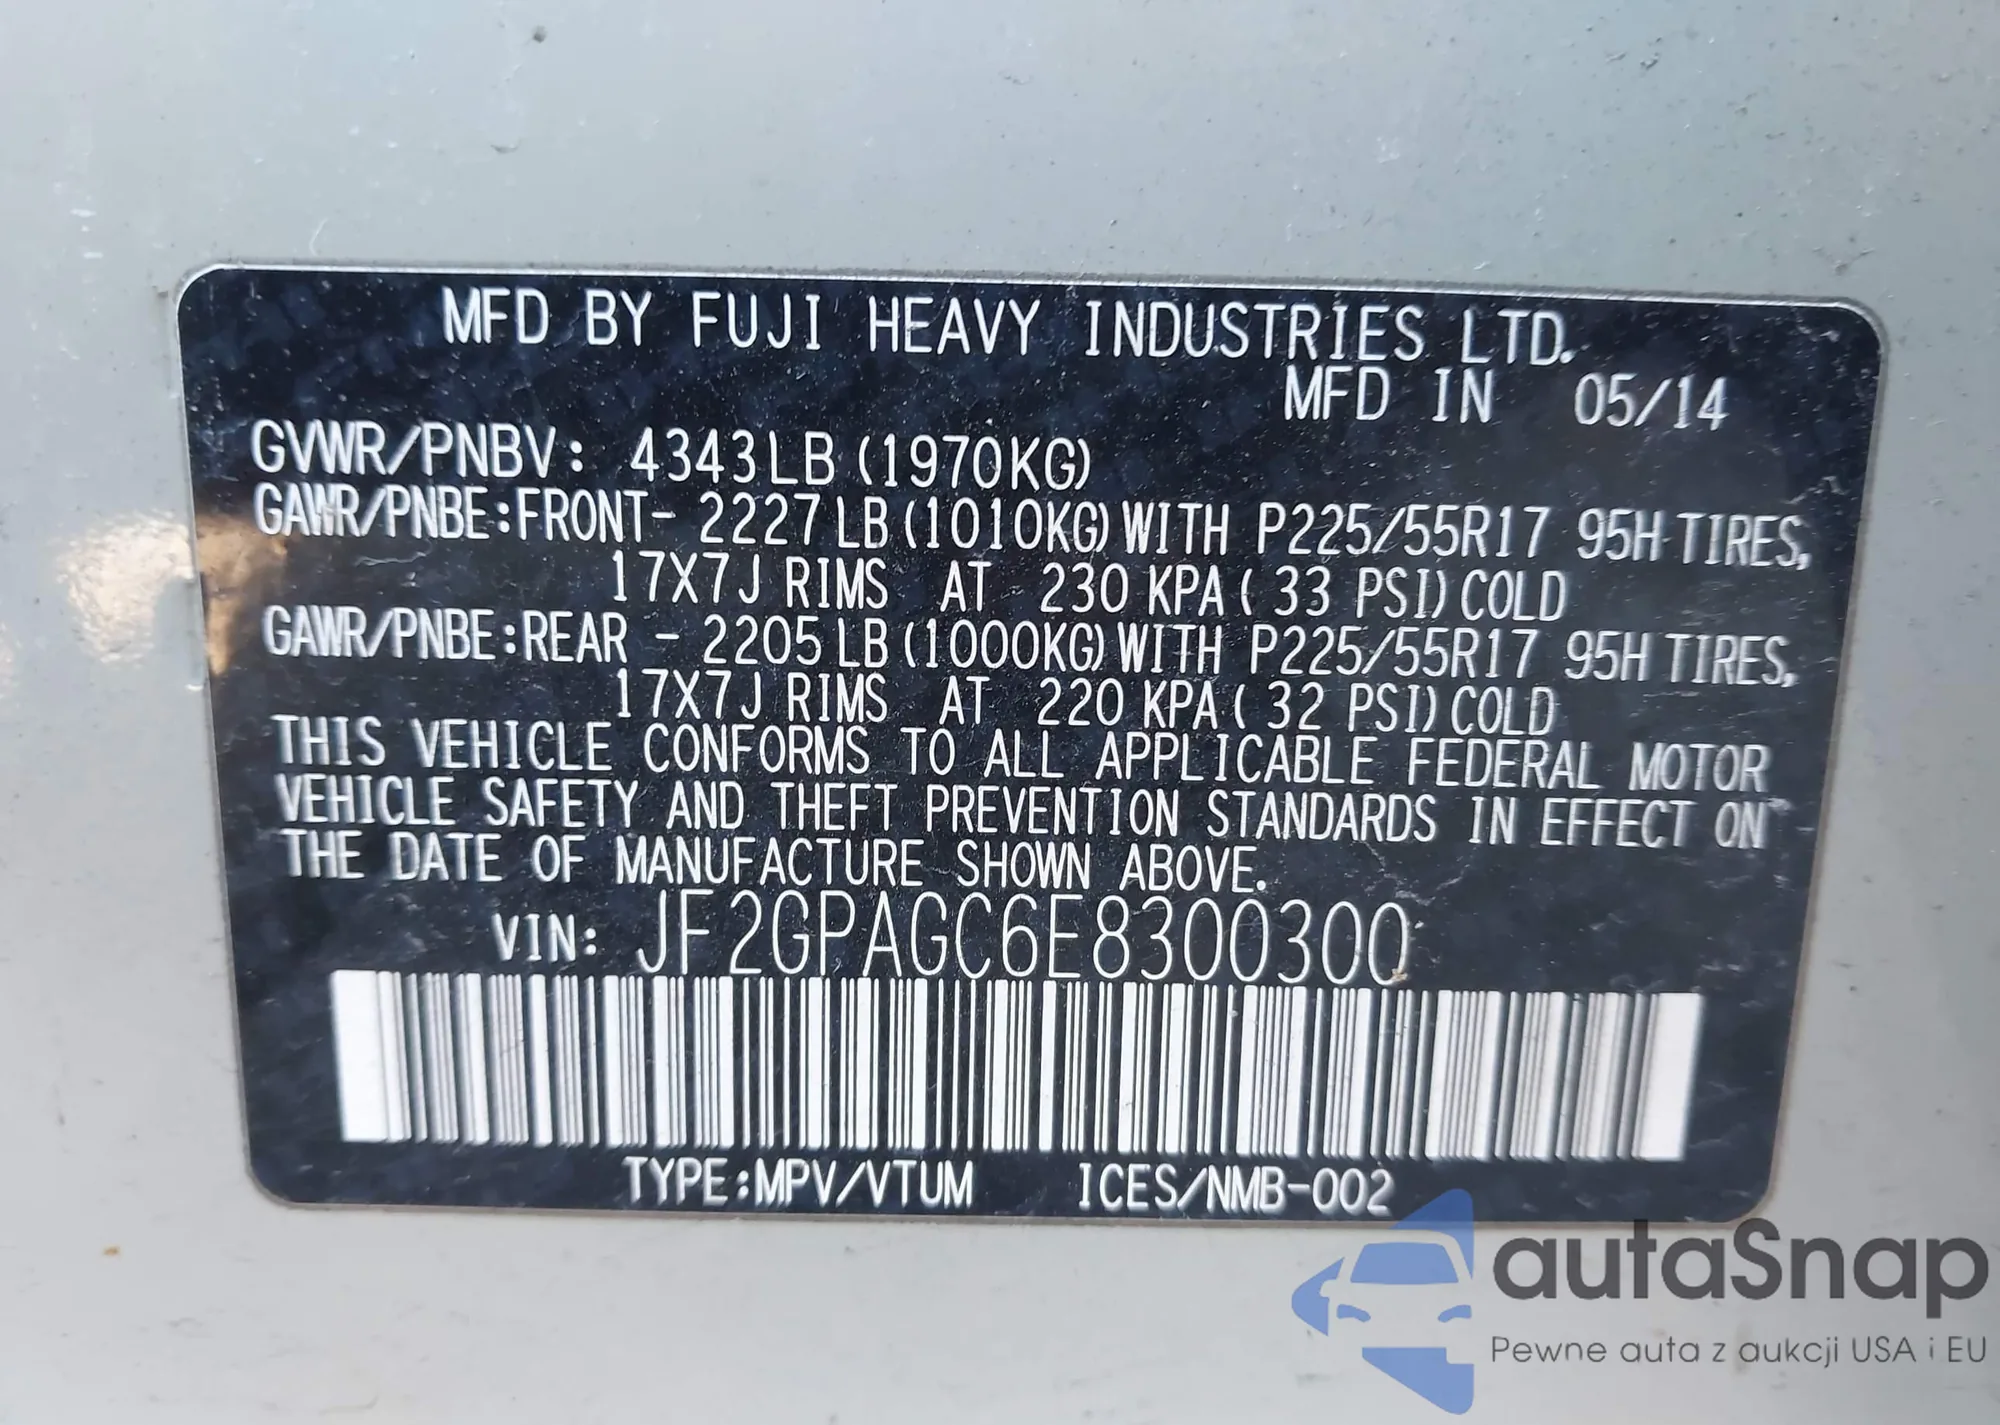 MFD BY FUJI HEAVY INDUSTRIES LTD.
MFD IN 05/14
GVWR/PNBV: 4343LB (1970KG)
GAWR/PNBE:FRONT- 2227LB (1010KG) WITH P225/55R17 95H TIRES,
17X7J RIMS AT 230 KPA ( 33 PSI) COLD
GAWR/PNBE:REAR - 2205LB (1000KG) WITH P225/55R17 95H TIRES,
17X7J RIMS AT 220 KPA ( 32 PSI) COLD
THIS VEHICLE CONFORMS TO ALL APPLICABLE FEDERAL MOTOR
VEHICLE SAFETY AND THEFT PREVENTION STANDARDS IN EFFECT ON
THE DATE OF MANUFACTURE SHOWN ABOVE.
VIN: JF2GPAGC6E8300300
TYPE:MPV/VTUM ICES/NMB-002
autaSnap
Pewne auta z aukcji USA i EU